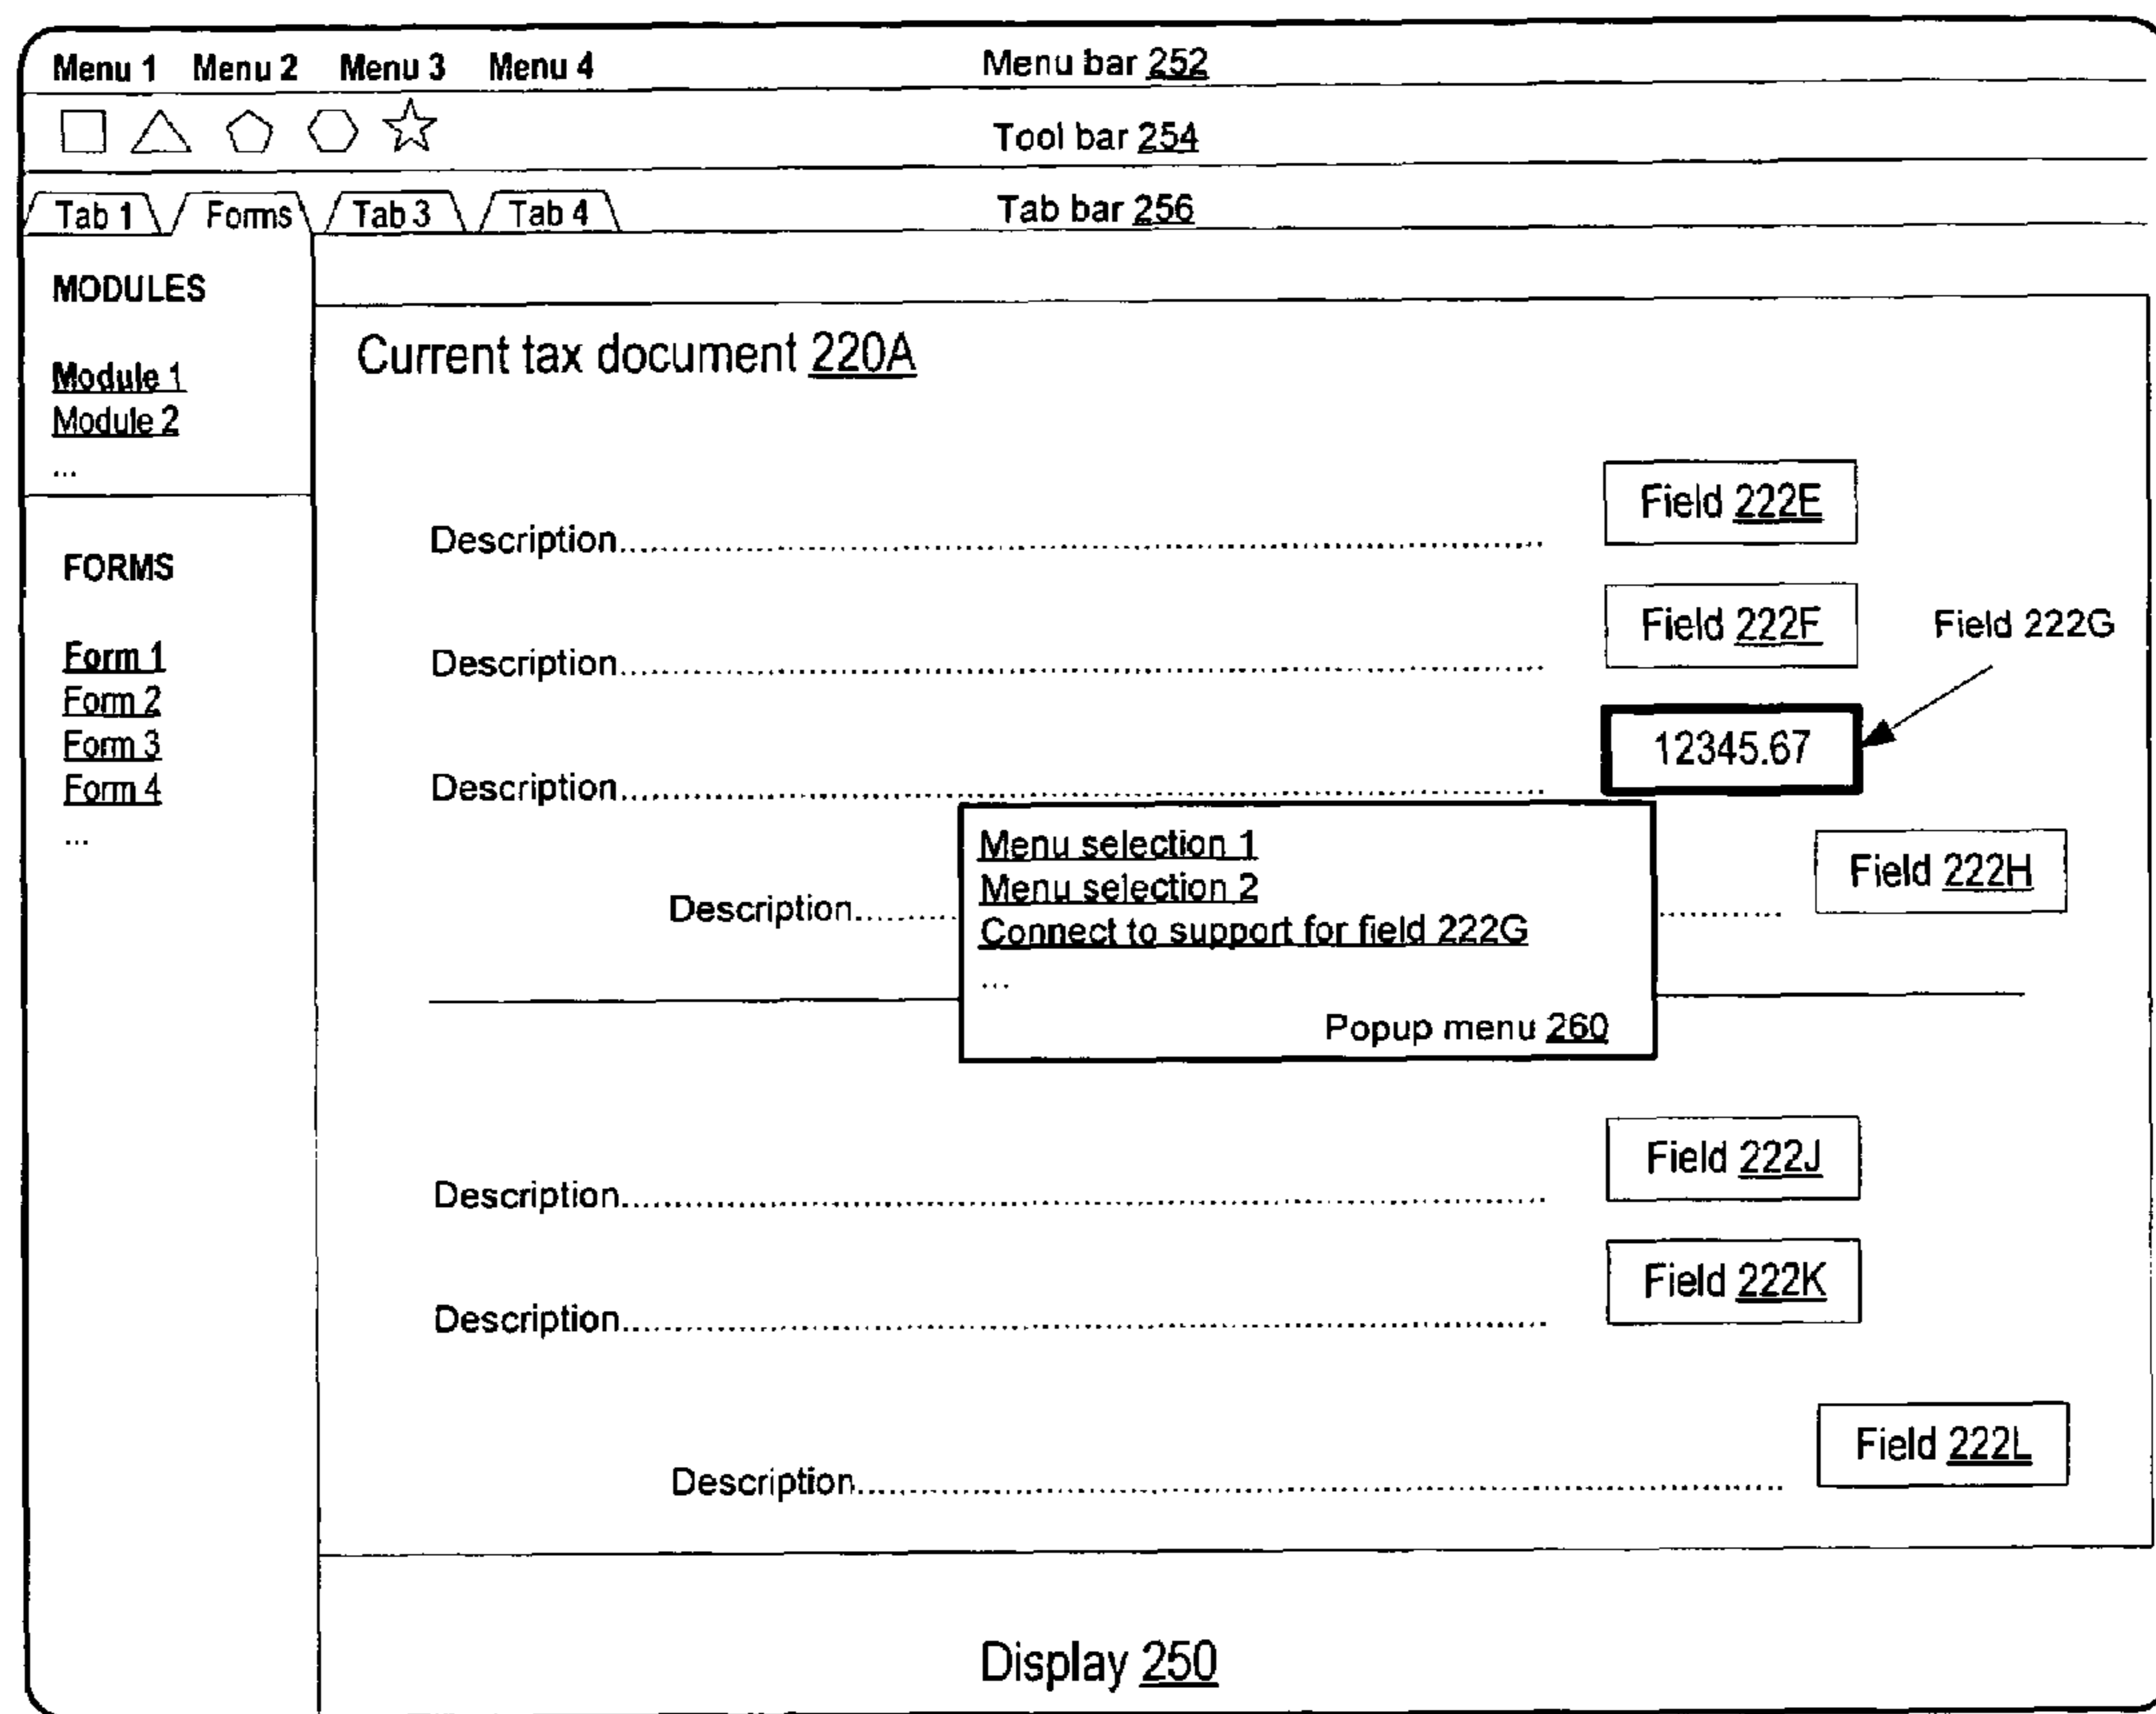 Menu 1 Menu 2 Menu 3 Menu 4 Menu bar 252
Tool bar 254
Tab 1 Forms Tab 3 Tab 4 Tab bar 256
MODULES
Module 1
Module 2
...
FORMS
Form 1
Form 2
Form 3
Form 4
...
Current tax document 220A
Description.......... Field 222E
Description.......... Field 222F
Field 222G
Description.......... 12345.67
Description.......... Field 222H
Menu selection 1
Menu selection 2
Connect to support for field 222G
...
Popup menu 260
Description.......... Field 222J
Description.......... Field 222K
Description.......... Field 222L
Display 250